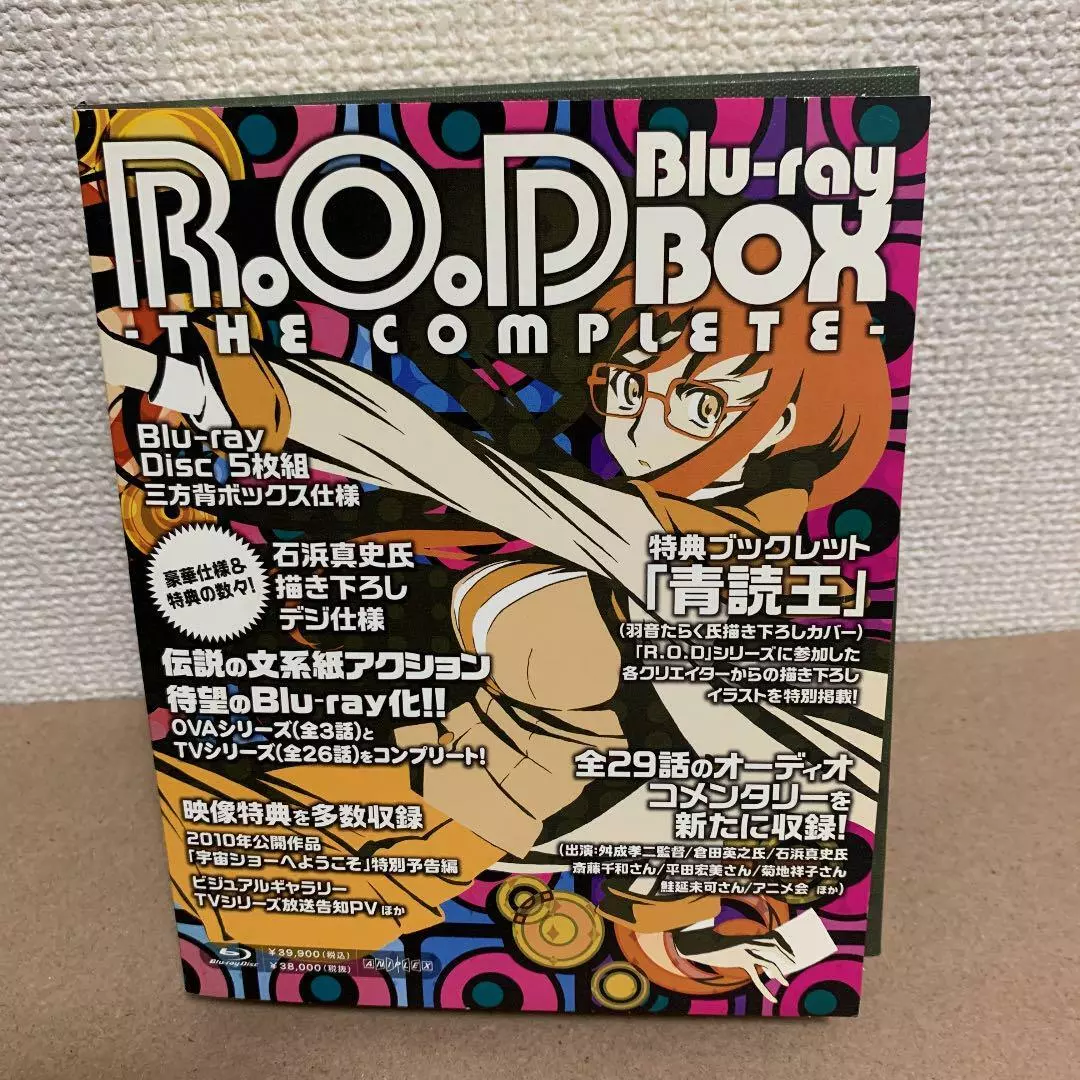 R.O.D Blu-ray BOX
-THE COMPLETE-
Blu-ray
Disc 5枚組
三方背ボックス仕様
豪華仕様&
特典の数々!
石浜真史氏
描き下ろし
デジ仕様
伝説の文系紙アクション
待望のBlu-ray化!!
OVAシリーズ(全3話)と
TVシリーズ(全26話)をコンプリート!
映像特典を多数収録
2010年公開作品
「宇宙ショーへようこそ」特別予告編
ビジュアルギャラリー
TVシリーズ放送告知PV ほか
特典ブックレット
「青読王」
(羽音たらく氏描き下ろしカバー)
「R.O.D」シリーズに参加した
各クリエイターからの描き下ろし
イラストを特別掲載!
全29話のオーディオ
コメンタリーを
新たに収録!
(出演:舛成孝二監督/倉田英之氏/石浜真史氏
斎藤千和さん/平田宏美さん/菊地祥子さん
鮭延未可さん/アニメ会 ほか)
Blu-ray Disc
¥39,900(税込)
¥38,000(税抜)
ANIPLEX